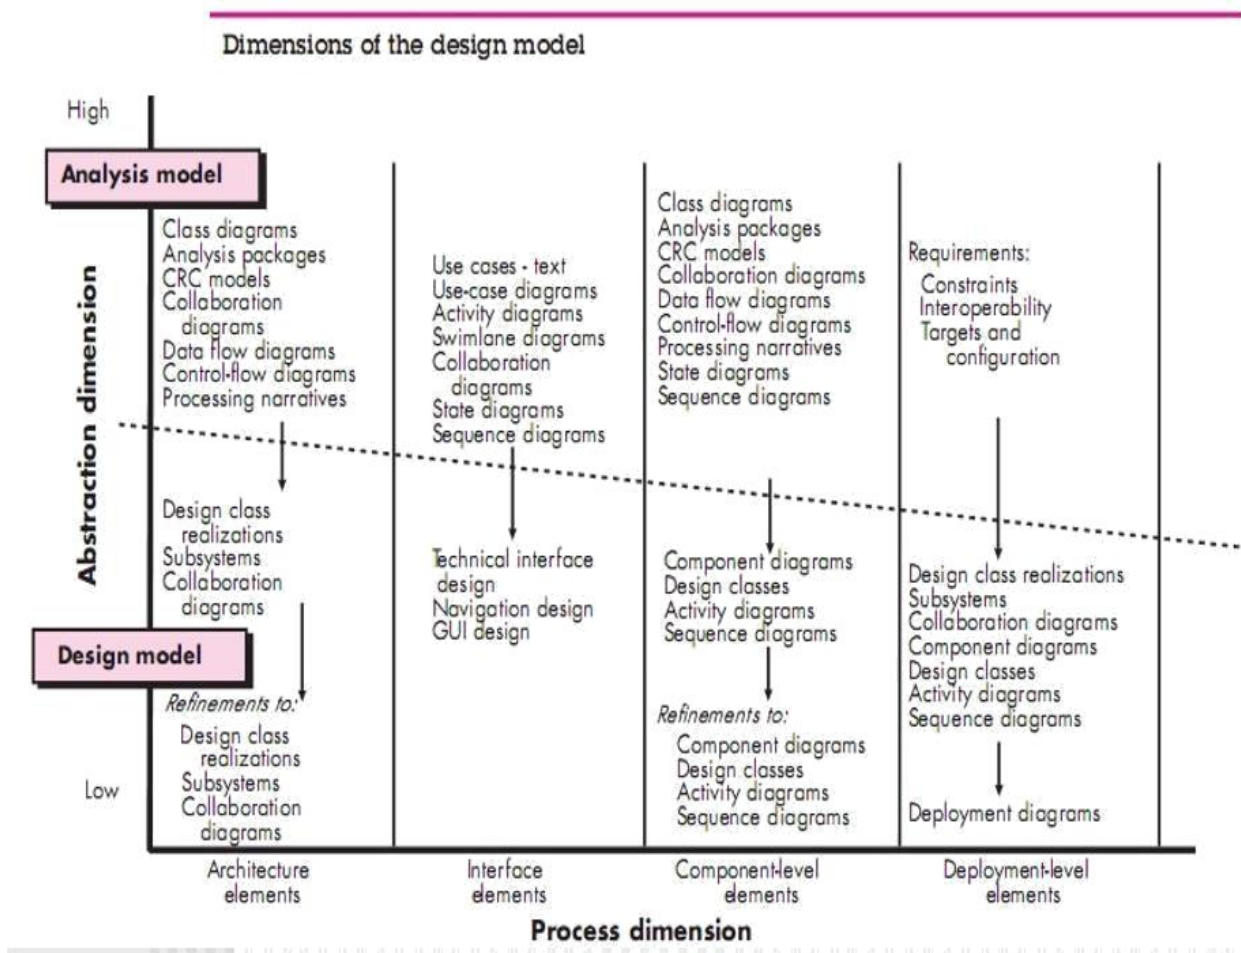 Dimensions of the design model
High
Analysis model
Abstraction dimension
Class diagrams
Analysis packages
CRC models
Collaboration
diagrams
Data flow diagrams
Control-flow diagrams
Processing narratives
Design class
realizations
Subsystems
Collaboration
diagrams
Design model
Refinements to:
Design class
realizations
Subsystems
Collaboration
diagrams
Low
Use cases - text
Use-case diagrams
Activity diagrams
Swimlane diagrams
Collaboration
diagrams
State diagrams
Sequence diagrams
Technical interface
design
Navigation design
GUI design
Class diagrams
Analysis packages
CRC models
Collaboration diagrams
Data flow diagrams
Control-flow diagrams
Processing narratives
State diagrams
Sequence diagrams
Component diagrams
Design classes
Activity diagrams
Sequence diagrams
Refinements to:
Component diagrams
Design classes
Activity diagrams
Sequence diagrams
Requirements:
Constraints
Interoperability
Targets and
configuration
Design class realizations
Subsystems
Collaboration diagrams
Component diagrams
Design classes
Activity diagrams
Sequence diagrams
Deployment diagrams
Architecture
elements
Interface
elements
Component-level
elements
Deployment-level
elements
Process dimension